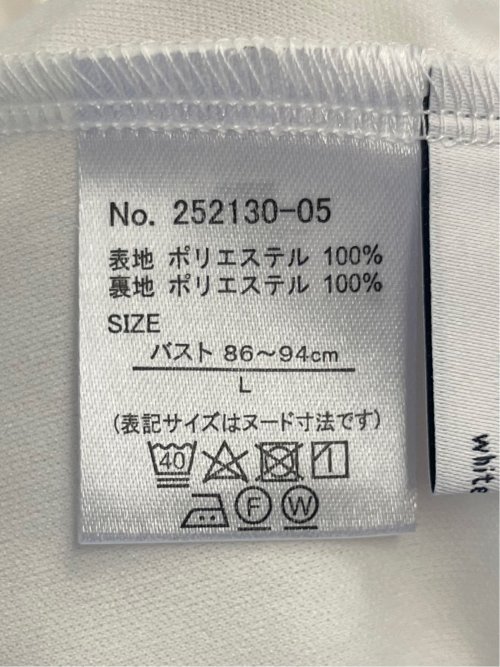 No. 252130-05
表地 ポリエステル 100%
裏地 ポリエステル 100%
SIZE
バスト 86～94cm
L
(表記サイズはヌード寸法です)
40
F W
white